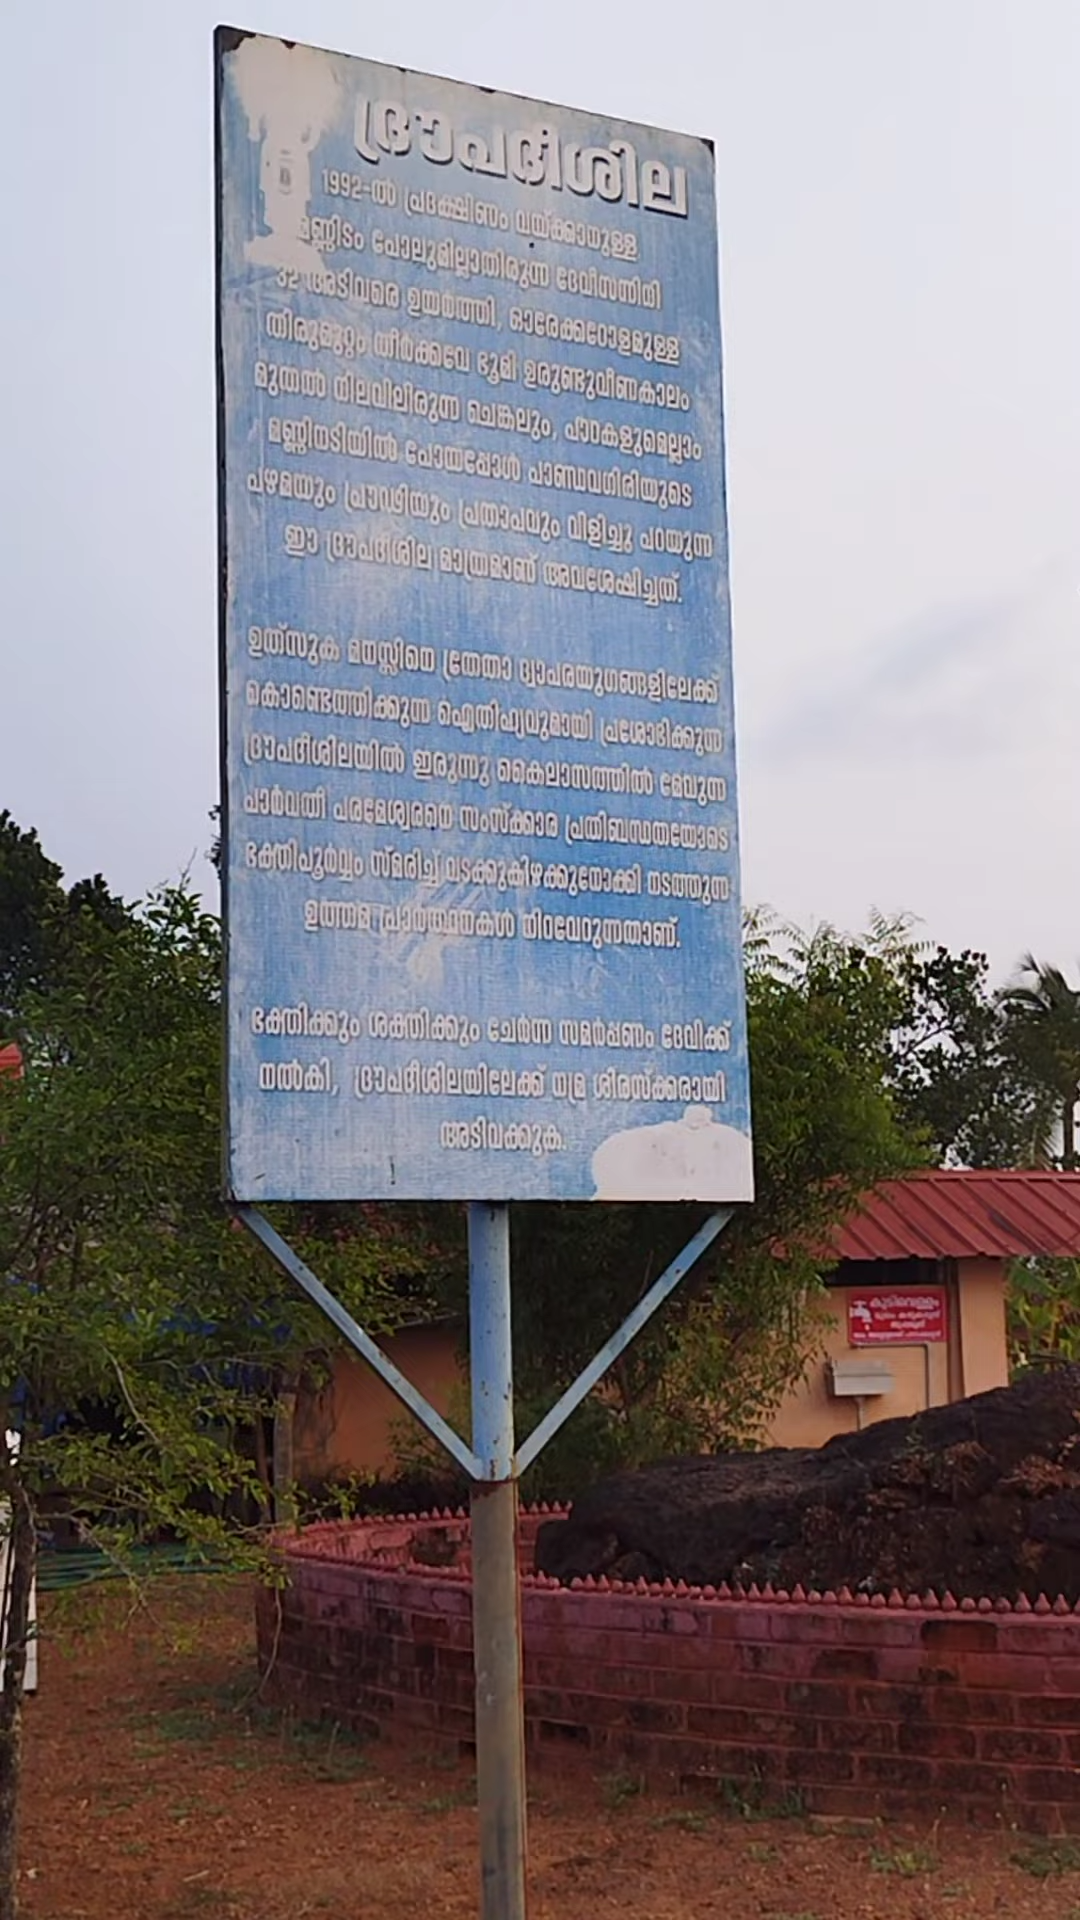 ദ്രൗപദീശില
1992-ൽ പ്രദക്ഷിണം വയ്ക്കാനുള്ള
മണ്ണിടം പോലുമില്ലാതിരുന്ന ദേവീസന്നിധി
32 അടിവരെ ഉയർത്തി, ഓരേക്കറോളമുള്ള
തിരുമുറ്റം തീർക്കവേ ഭൂമി ഉരുണ്ടുവീണകാലം
മുതൽ നിലവിലിരുന്ന ചെങ്കലും, പാറകളുമെല്ലാം
മണ്ണിനടിയിൽ പോയപ്പോൾ പാണ്ഡവഗിരിയുടെ
പഴമയും പ്രൗഢിയും പ്രതാപവും വിളിച്ചു പറയുന്ന
ഈ ദ്രൗപദീശില മാത്രമാണ് അവശേഷിച്ചത്.
ഉത്സുക മനസ്സിനെ ത്രേതാ ദ്വാപരയുഗങ്ങളിലേക്ക്
കൊണ്ടെത്തിക്കുന്ന ഐതിഹ്യവുമായി പ്രശോഭിക്കുന്ന
ദ്രൗപദീശിലയിൽ ഇരുന്നു കൈലാസത്തിൽ മേവുന്ന
പാർവതീ പരമേശ്വരനെ സംസ്ക്കാര പ്രതിബന്ധതയോടെ
ഭക്തിപൂർവ്വം സ്മരിച്ച് വടക്കുകിഴക്കുനോക്കി നടത്തുന്ന
ഉത്തമ പ്രാർത്ഥനകൾ നിറവേറുന്നതാണ്.
ഭക്തിക്കും ശക്തിക്കും ചേർന്ന സമർപ്പണം ദേവിക്ക്
നൽകി, ദ്രൗപദീശിലയിലേക്ക് നമ്ര ശിരസ്ക്കരായി
അടിവക്കുക.
കുടിവെള്ളം